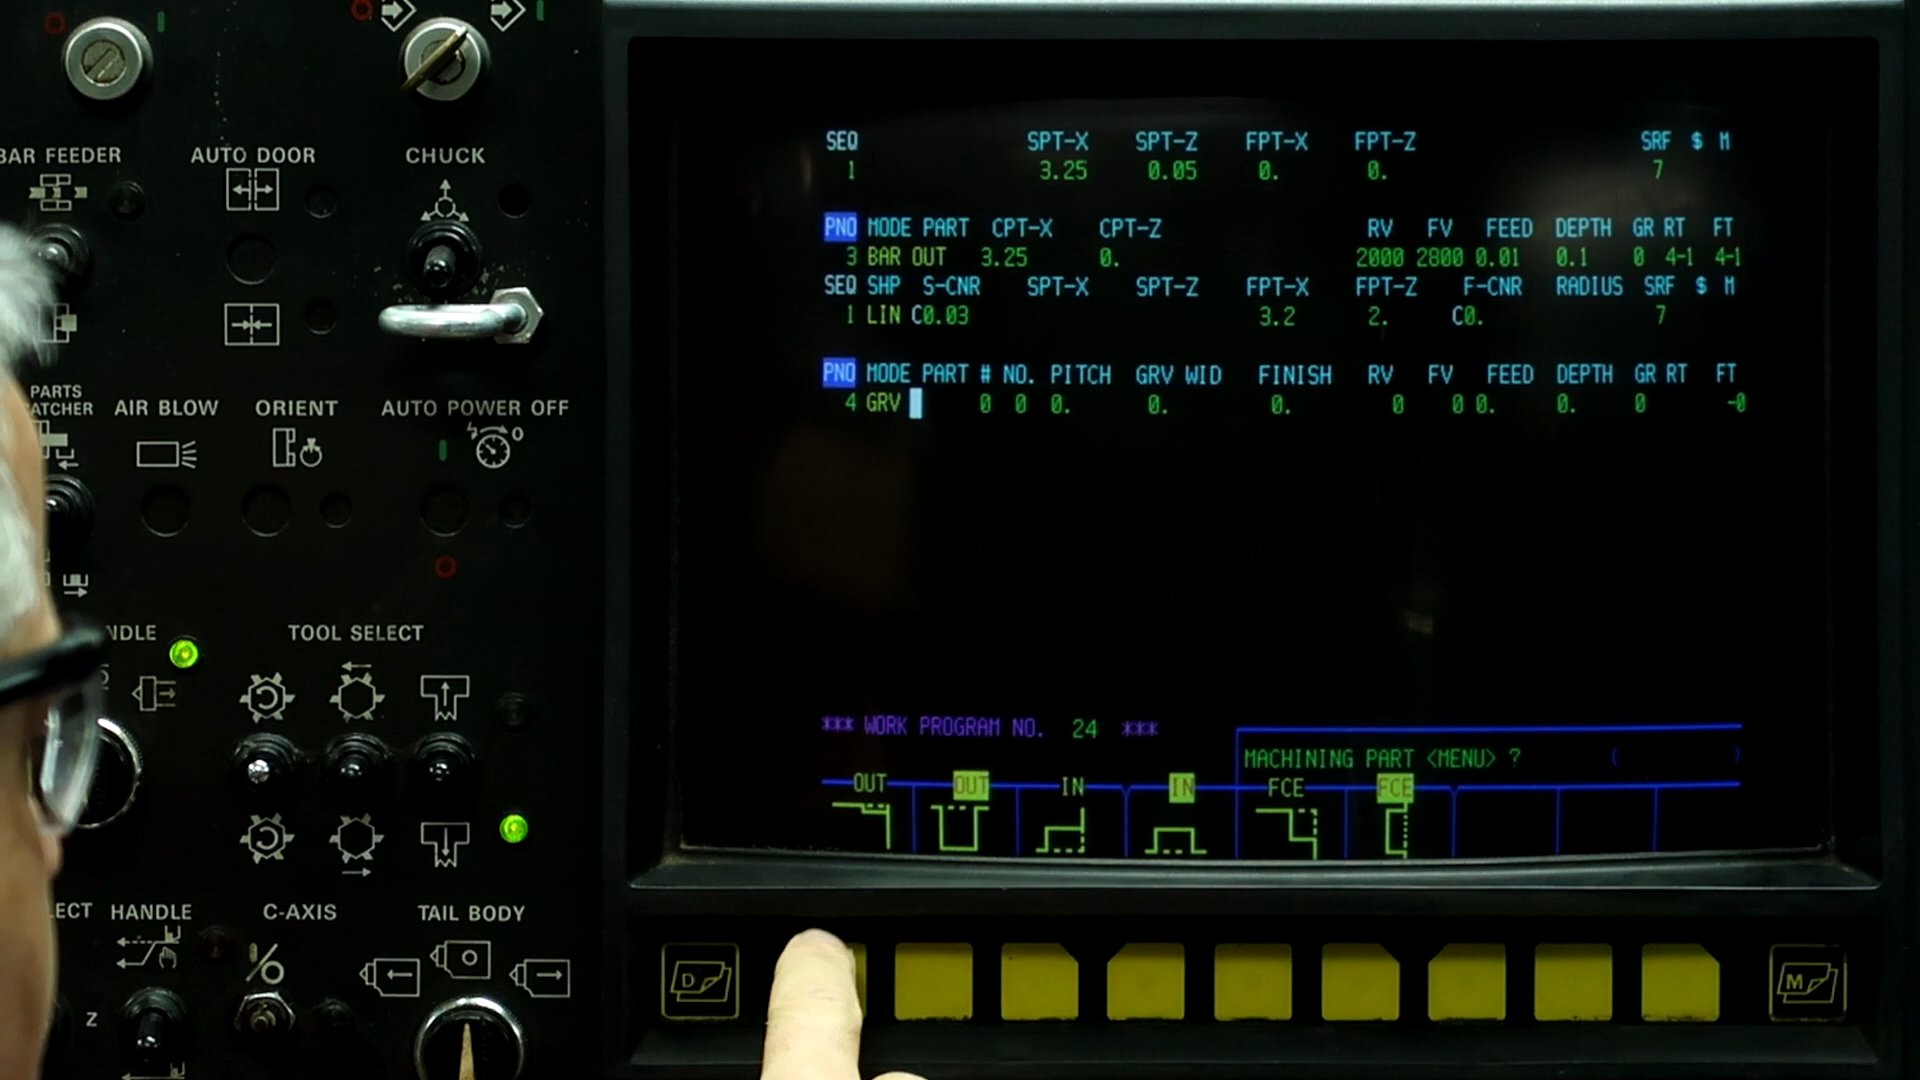 BAR FEEDER AUTO DOOR CHUCK
PARTS
CATCHER AIR BLOW ORIENT AUTO POWER OFF
TOOL SELECT
HANDLE C-AXIS TAIL BODY
Z
SEQ SPT-X SPT-Z FPT-X FPT-Z SRF $ M
1 3.25 0.05 0. 0. 7
PNO MODE PART CPT-X CPT-Z RV FV FEED DEPTH GR RT FT
3 BAR OUT 3.25 0. 2000 2800 0.01 0.1 0 4-1 4-1
SEQ SHP S-CNR SPT-X SPT-Z FPT-X FPT-Z F-CNR RADIUS SRF $ M
1 LIN C0.03 3.2 2. C0. 7
PNO MODE PART # NO. PITCH GRV WID FINISH RV FV FEED DEPTH GR RT FT
4 GRV 0 0 0. 0. 0. 0 0 0. 0. 0 -0
*** WORK PROGRAM NO. 24 ***
MACHINING PART <MENU> ? ( )
OUT OUT IN IN FCE FCE
D M